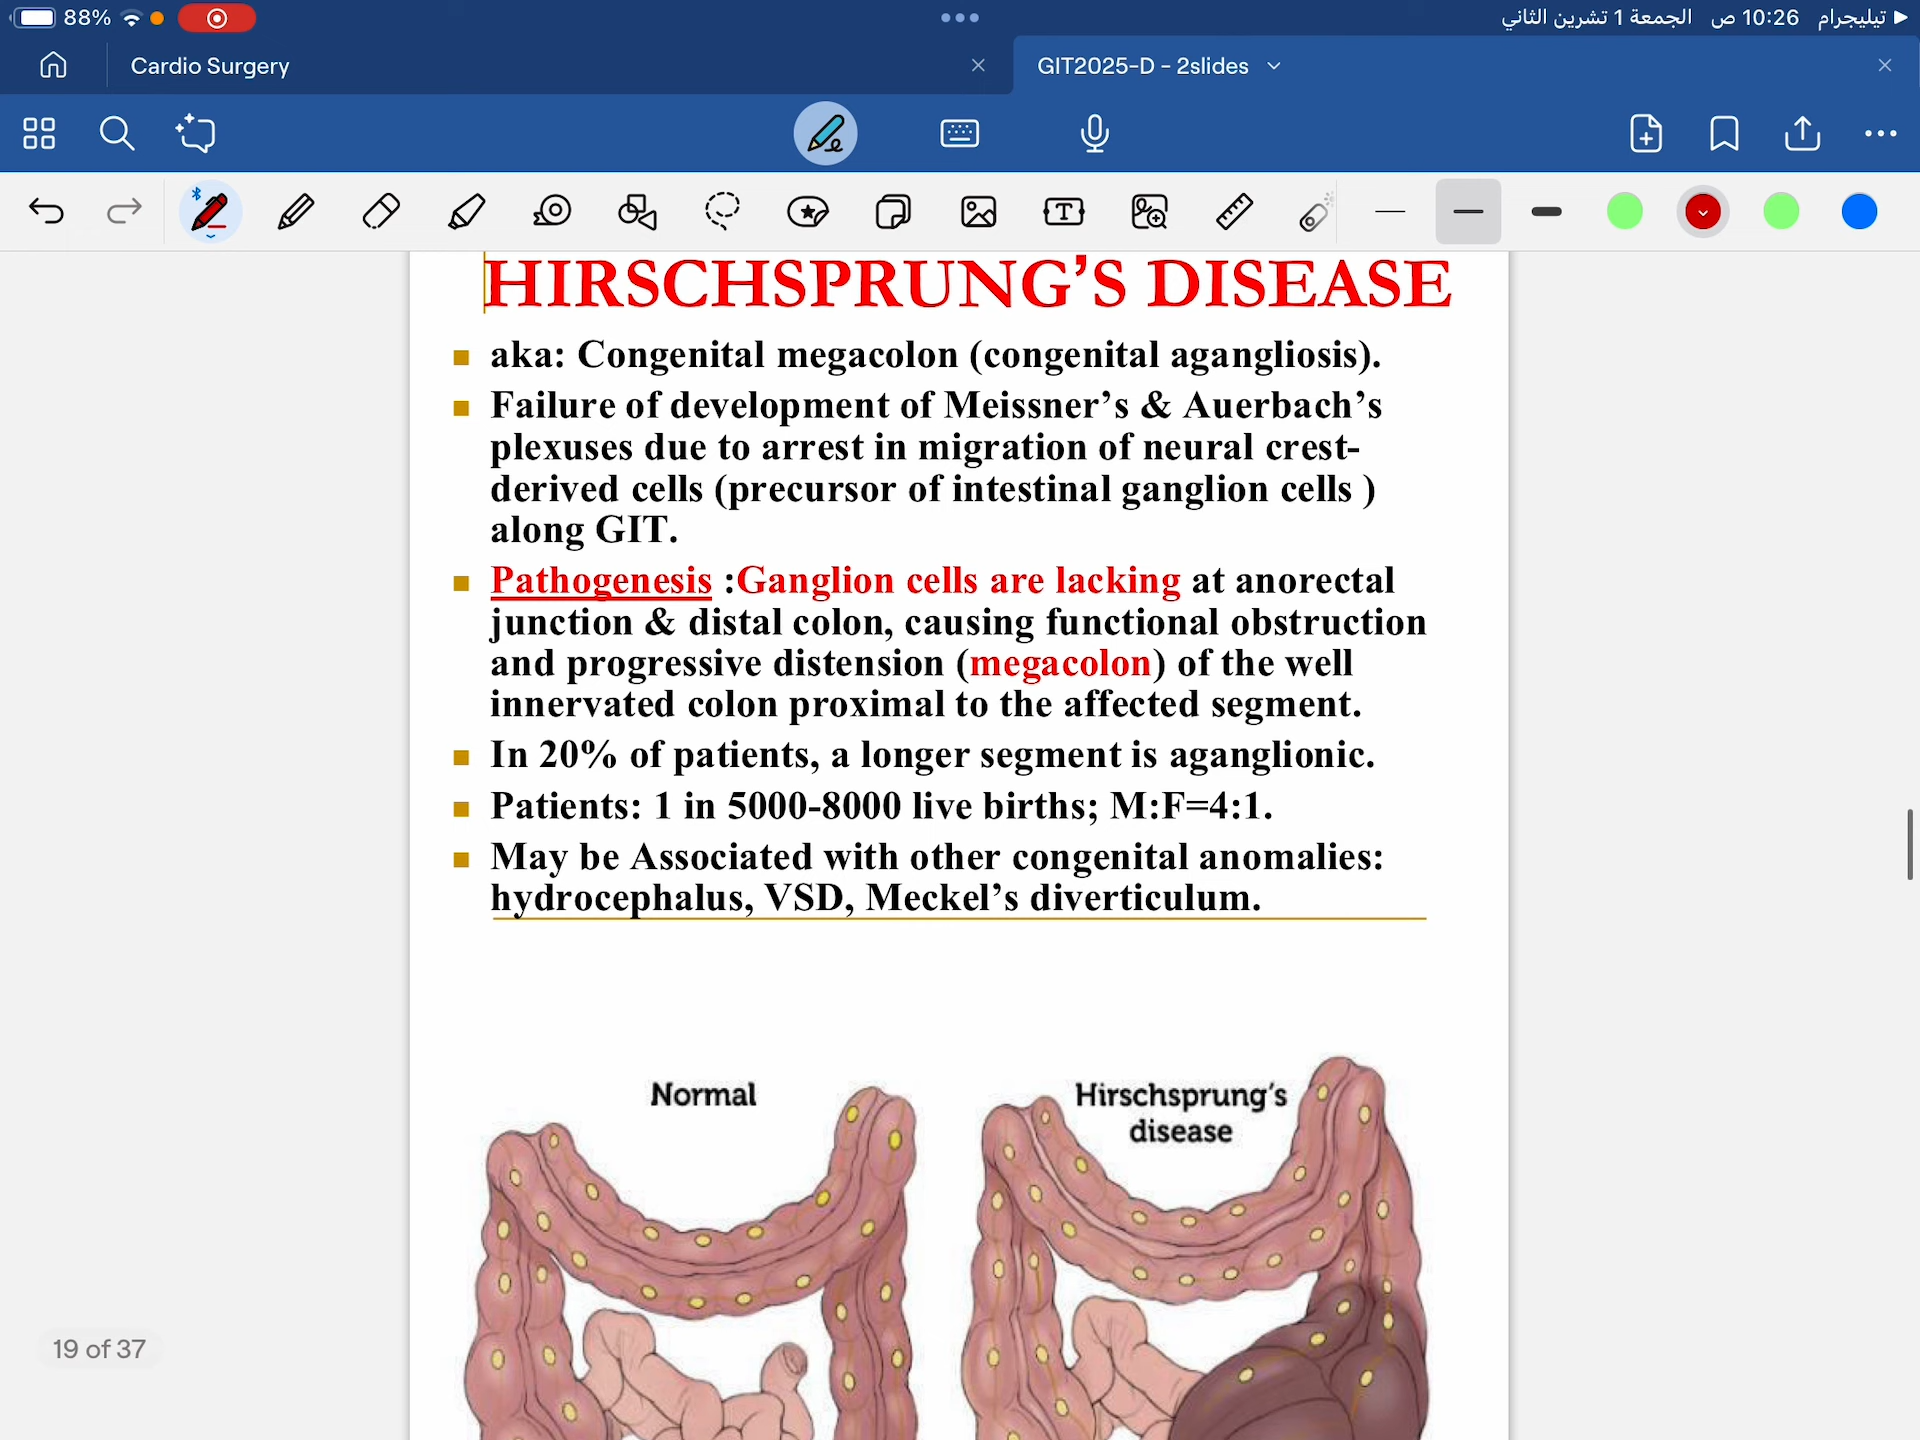 88%
الجمعة 1 تشرين الثاني 10:26 ص تيليجرام
Cardio Surgery
GIT2025-D - 2slides
HIRSCHSPRUNG’S DISEASE
aka: Congenital megacolon (congenital agangliosis).
Failure of development of Meissner’s & Auerbach’s
plexuses due to arrest in migration of neural crest-
derived cells (precursor of intestinal ganglion cells )
along GIT.
Pathogenesis :Ganglion cells are lacking at anorectal
junction & distal colon, causing functional obstruction
and progressive distension (megacolon) of the well
innervated colon proximal to the affected segment.
In 20% of patients, a longer segment is aganglionic.
Patients: 1 in 5000-8000 live births; M:F=4:1.
May be Associated with other congenital anomalies:
hydrocephalus, VSD, Meckel’s diverticulum.
Normal
Hirschsprung’s
disease
19 of 37